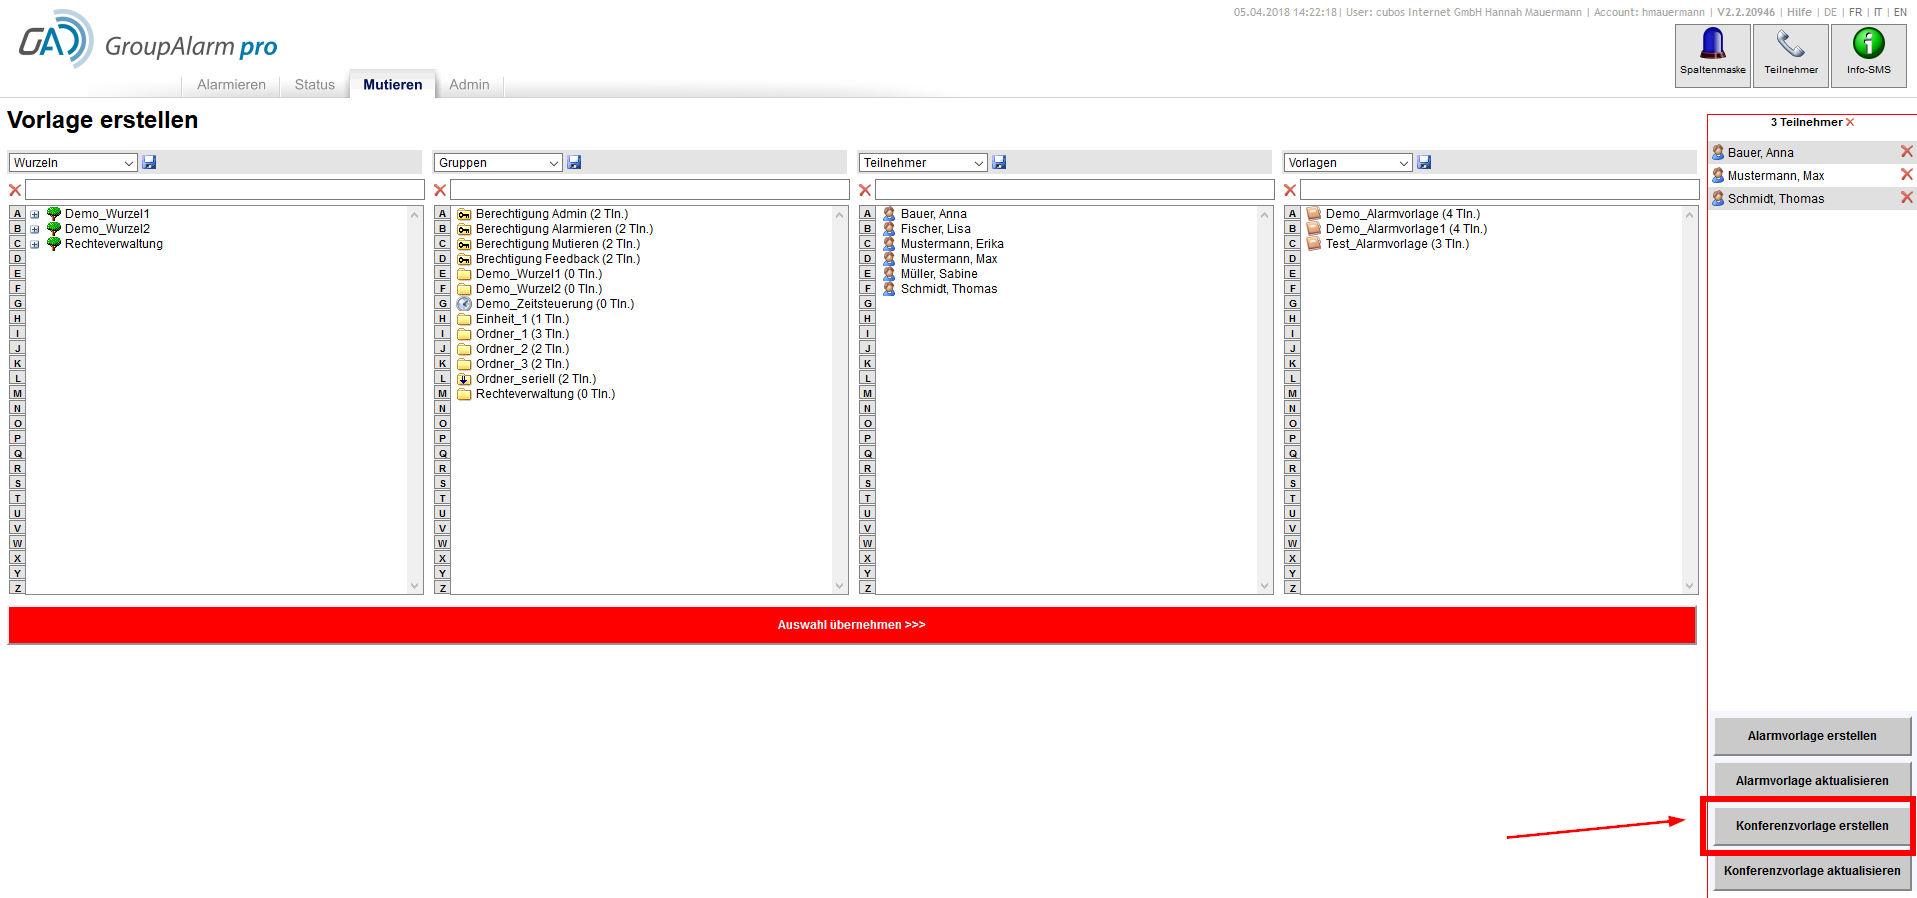 05.04.2018 14:22:18| User: cubos Internet GmbH Hannah Mauermann | Account: hmauermann | V2.2.20946 | Hilfe | DE | FR | IT | EN
GroupAlarm pro
Spaltenmaske
Teilnehmer
Info-SMS
Alarmieren
Status
Mutieren
Admin
Vorlage erstellen
Wurzeln
A
B
C
D
E
F
G
H
I
J
K
L
M
N
O
P
Q
R
S
T
U
V
W
X
Y
Z
Demo_Wurzel1
Demo_Wurzel2
Rechteverwaltung
Gruppen
A
B
C
D
E
F
G
H
I
J
K
L
M
N
O
P
Q
R
S
T
U
V
W
X
Y
Z
Berechtigung Admin (2 Tln.)
Berechtigung Alarmieren (2 Tln.)
Berechtigung Mutieren (2 Tln.)
Brechtigung Feedback (2 Tln.)
Demo_Wurzel1 (0 Tln.)
Demo_Wurzel2 (0 Tln.)
Demo_Zeitsteuerung (0 Tln.)
Einheit_1 (1 Tln.)
Ordner_1 (3 Tln.)
Ordner_2 (2 Tln.)
Ordner_3 (2 Tln.)
Ordner_seriell (2 Tln.)
Rechteverwaltung (0 Tln.)
Teilnehmer
A
B
C
D
E
F
G
H
I
J
K
L
M
N
O
P
Q
R
S
T
U
V
W
X
Y
Z
Bauer, Anna
Fischer, Lisa
Mustermann, Erika
Mustermann, Max
Müller, Sabine
Schmidt, Thomas
Vorlagen
A
B
C
D
E
F
G
H
I
J
K
L
M
N
O
P
Q
R
S
T
U
V
W
X
Y
Z
Demo_Alarmvorlage (4 Tln.)
Demo_Alarmvorlage1 (4 Tln.)
Test_Alarmvorlage (3 Tln.)
Auswahl übernehmen >>>
3 Teilnehmer
Bauer, Anna
Mustermann, Max
Schmidt, Thomas
Alarmvorlage erstellen
Alarmvorlage aktualisieren
Konferenzvorlage erstellen
Konferenzvorlage aktualisieren